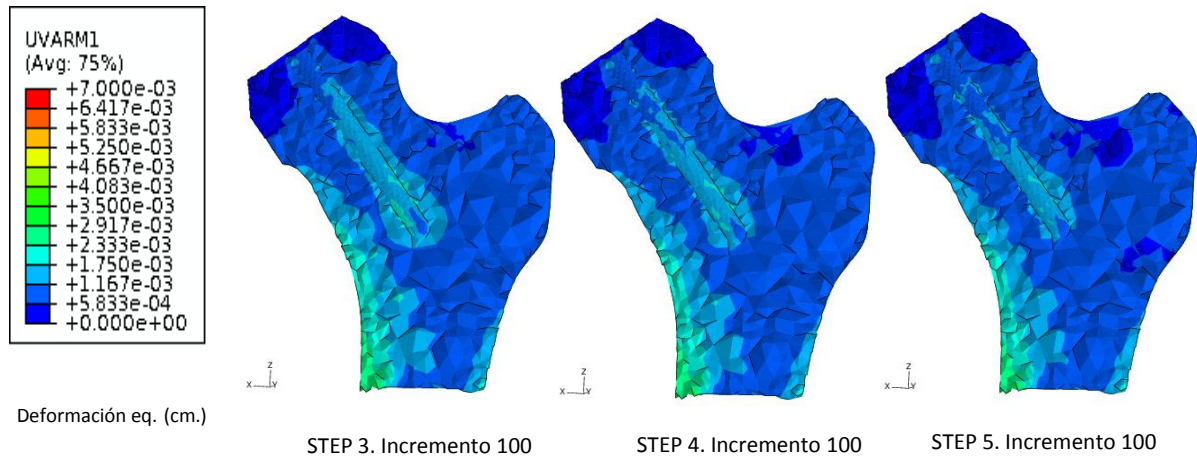 UVARM1
(Avg: 75%)
+7.000e-03
+6.417e-03
+5.833e-03
+5.250e-03
+4.667e-03
+4.083e-03
+3.500e-03
+2.917e-03
+2.333e-03
+1.750e-03
+1.167e-03
+5.833e-04
+0.000e+00
Deformación eq. (cm.)
Z
X Y
STEP 3. Incremento 100
Z
X Y
STEP 4. Incremento 100
Z
X Y
STEP 5. Incremento 100